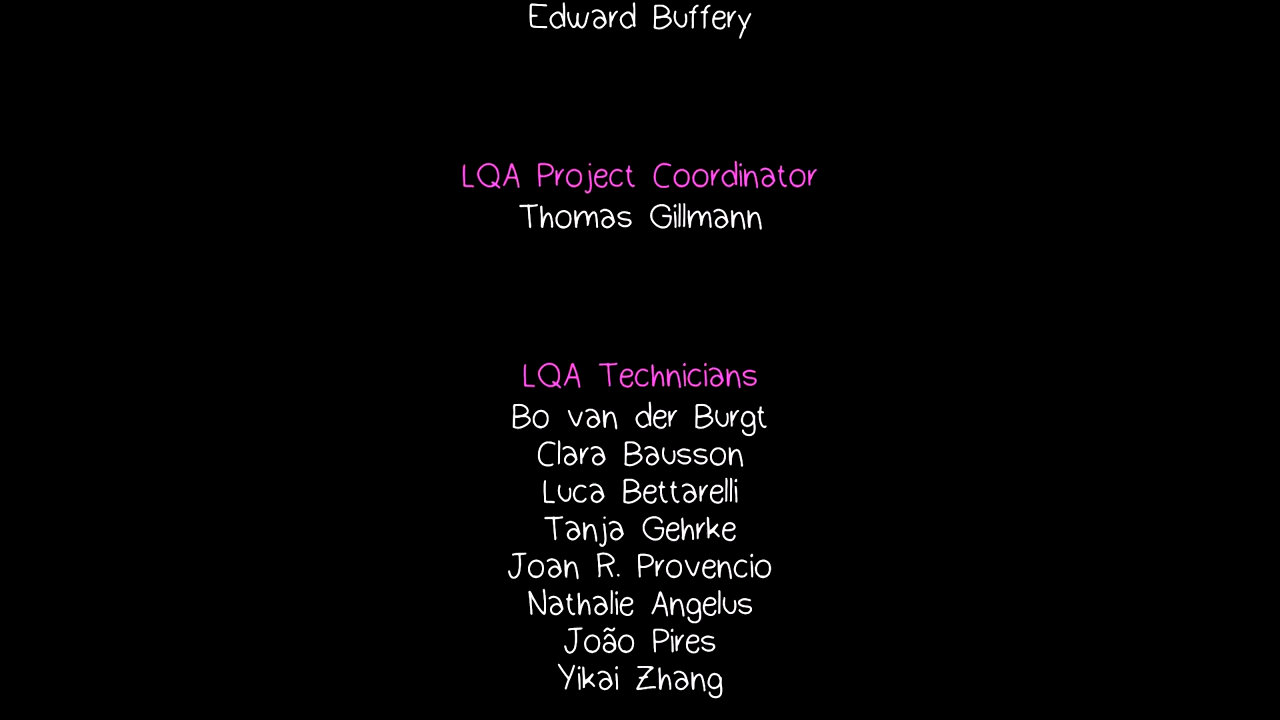 Edward Buffery
LQA Project Coordinator
Thomas Gillmann
LQA Technicians
Bo van der Burgt
Clara Bausson
Luca Bettarelli
Tanja Gehrke
Joan R. Provencio
Nathalie Angelus
João Pires
Yikai Zhang